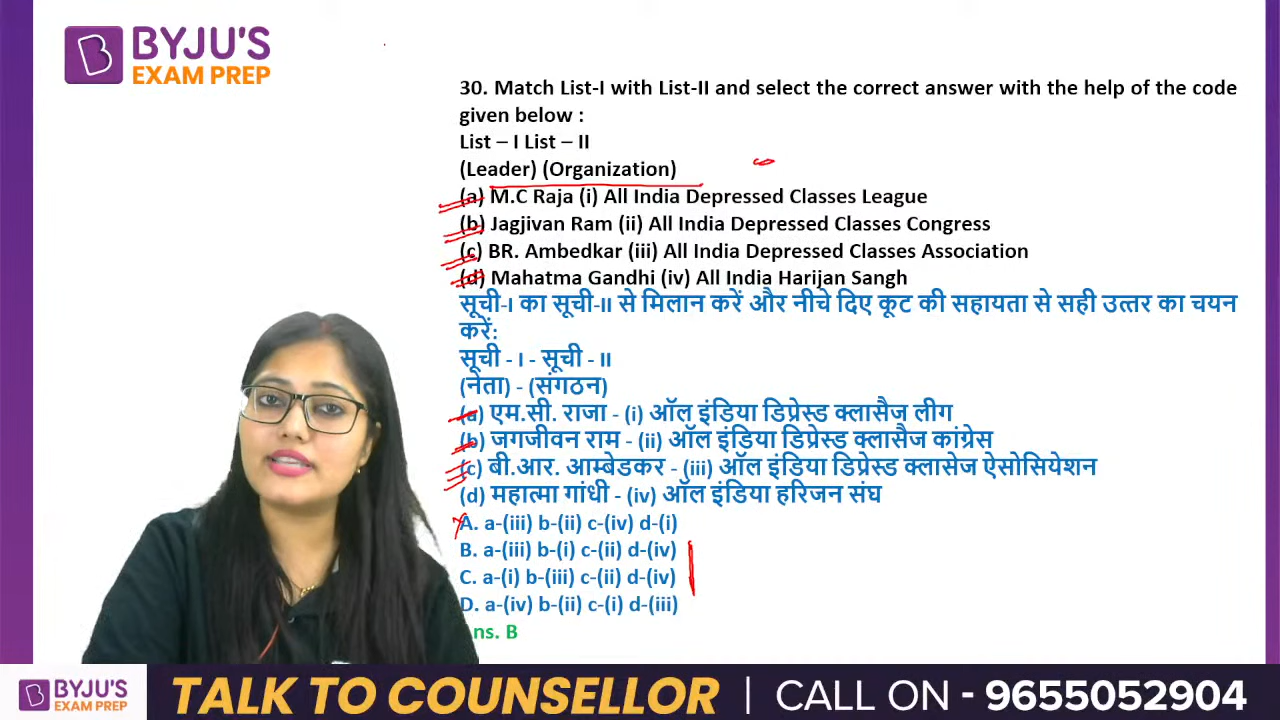 BYJU'S
EXAM PREP
30. Match List-I with List-II and select the correct answer with the help of the code
given below :
List – I List – II
(Leader) (Organization)
(a) M.C Raja (i) All India Depressed Classes League
(b) Jagjivan Ram (ii) All India Depressed Classes Congress
(c) BR. Ambedkar (iii) All India Depressed Classes Association
(d) Mahatma Gandhi (iv) All India Harijan Sangh
सूची-I का सूची-II से मिलान करें और नीचे दिए कूट की सहायता से सही उत्तर का चयन
करें:
सूची - I - सूची - II
(नेता) - (संगठन)
(a) एम.सी. राजा - (i) ऑल इंडिया डिप्रेस्ड क्लासैज लीग
(b) जगजीवन राम - (ii) ऑल इंडिया डिप्रेस्ड क्लासैज कांग्रेस
(c) बी.आर. आम्बेडकर - (iii) ऑल इंडिया डिप्रेस्ड क्लासेज ऐसोसियेशन
(d) महात्मा गांधी - (iv) ऑल इंडिया हरिजन संघ
A. a-(iii) b-(ii) c-(iv) d-(i)
B. a-(iii) b-(i) c-(ii) d-(iv)
C. a-(i) b-(iii) c-(ii) d-(iv)
D. a-(iv) b-(ii) c-(i) d-(iii)
ns. B
BYJU'S
EXAM PREP
TALK TO COUNSELLOR | CALL ON - 9655052904